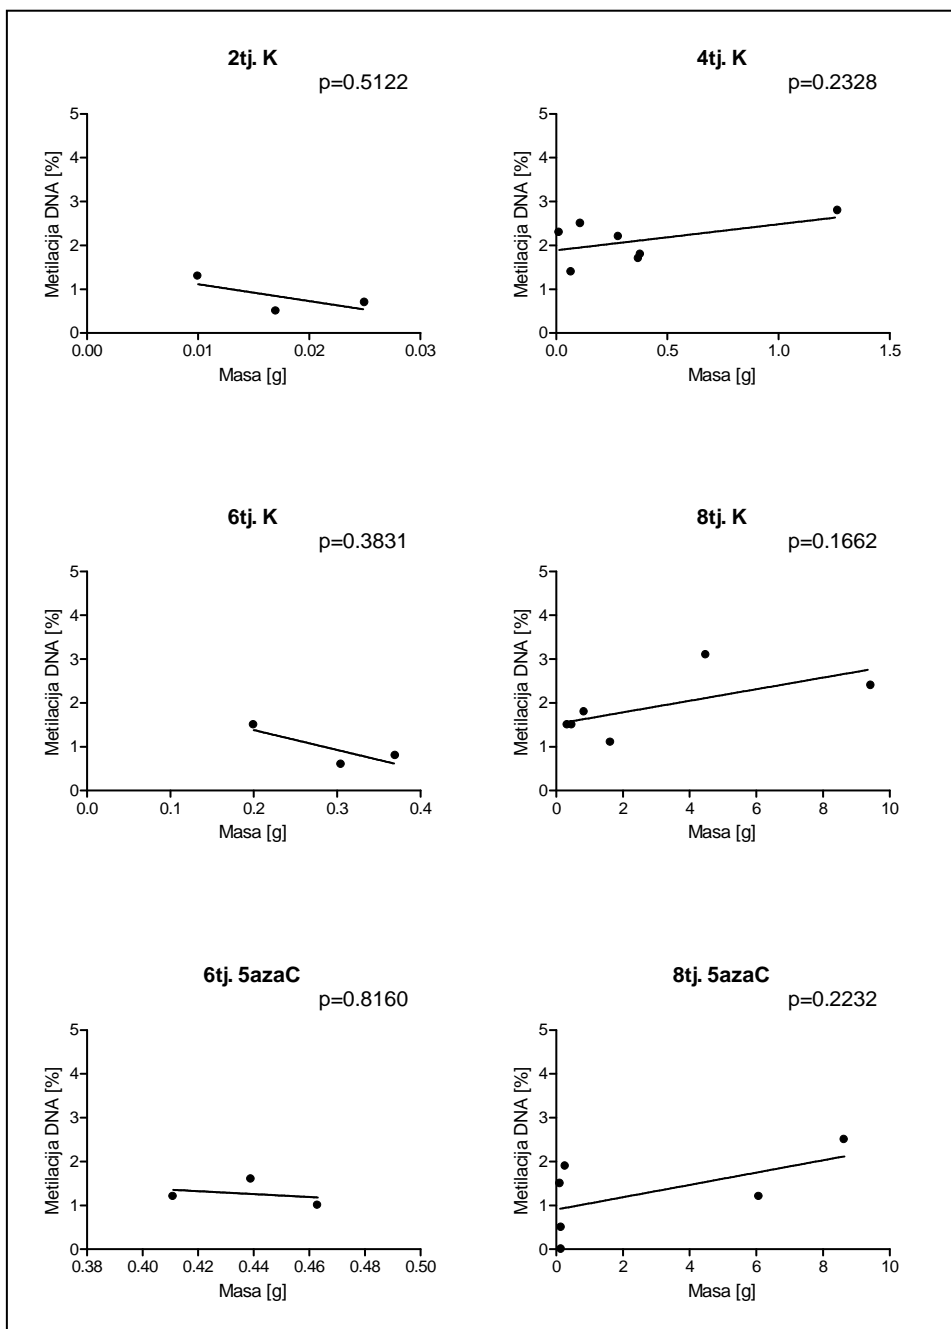 2tj. K
p=0.5122
Metilacija DNA [%]
5
4
3
2
1
0
0.00 0.01 0.02 0.03
Masa [g]
4tj. K
p=0.2328
Metilacija DNA [%]
5
4
3
2
1
0
0.0 0.5 1.0 1.5
Masa [g]
6tj. K
p=0.3831
Metilacija DNA [%]
5
4
3
2
1
0
0.0 0.1 0.2 0.3 0.4
Masa [g]
8tj. K
p=0.1662
Metilacija DNA [%]
5
4
3
2
1
0
0 2 4 6 8 10
Masa [g]
6tj. 5azaC
p=0.8160
Metilacija DNA [%]
5
4
3
2
1
0
0.38 0.40 0.42 0.44 0.46 0.48 0.50
Masa [g]
8tj. 5azaC
p=0.2232
Metilacija DNA [%]
5
4
3
2
1
0
0 2 4 6 8 10
Masa [g]